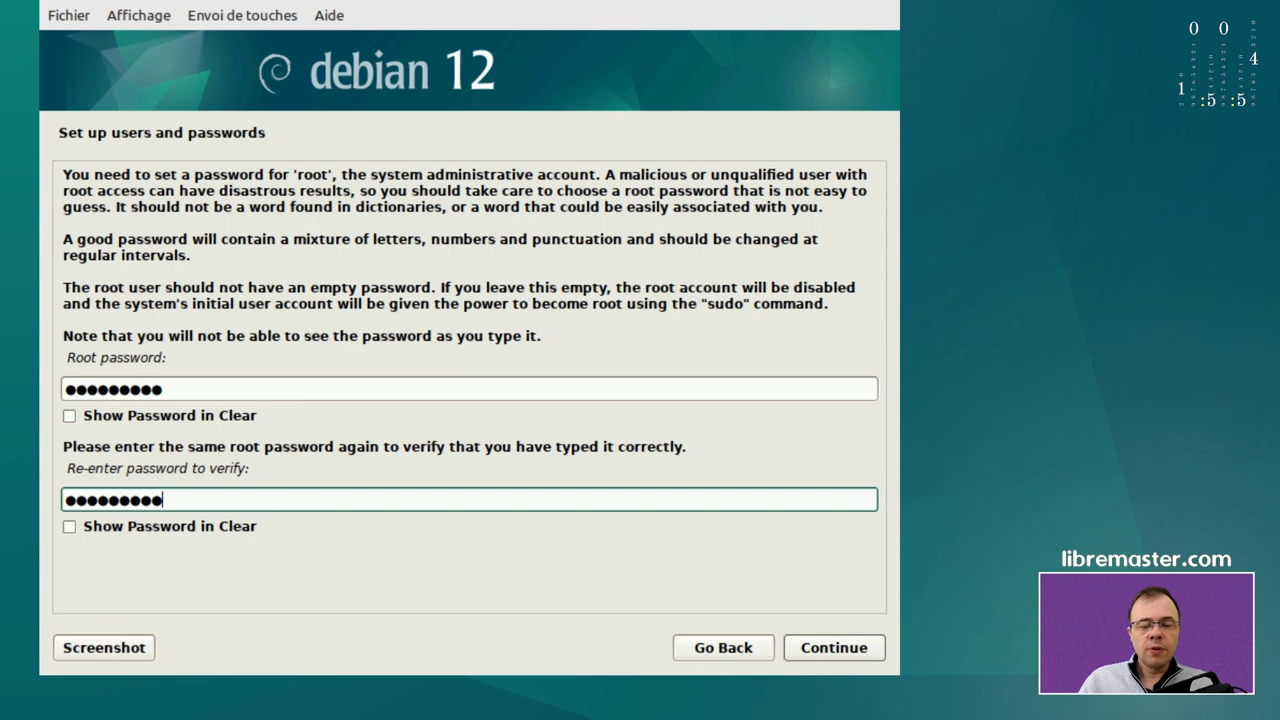 Fichier Affichage Envoi de touches Aide
debian 12
Set up users and passwords
You need to set a password for 'root', the system administrative account. A malicious or unqualified user with
root access can have disastrous results, so you should take care to choose a root password that is not easy to
guess. It should not be a word found in dictionaries, or a word that could be easily associated with you.
A good password will contain a mixture of letters, numbers and punctuation and should be changed at
regular intervals.
The root user should not have an empty password. If you leave this empty, the root account will be disabled
and the system's initial user account will be given the power to become root using the "sudo" command.
Note that you will not be able to see the password as you type it.
Root password:
●●●●●●●●●
Show Password in Clear
Please enter the same root password again to verify that you have typed it correctly.
Re-enter password to verify:
●●●●●●●●●
Show Password in Clear
Screenshot Go Back Continue
0 0
4
1 :5 :5
libremaster.com